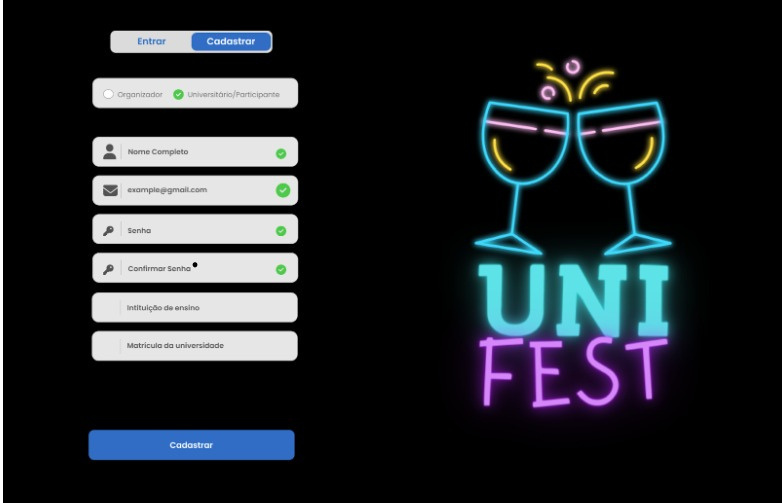 Entrar Cadastrar
Organizador Universitário/Participante
Nome Completo
example@gmail.com
Senha
Confirmar Senha
Intituição de ensino
Matrícula da universidade
Cadastrar
UNI
FEST